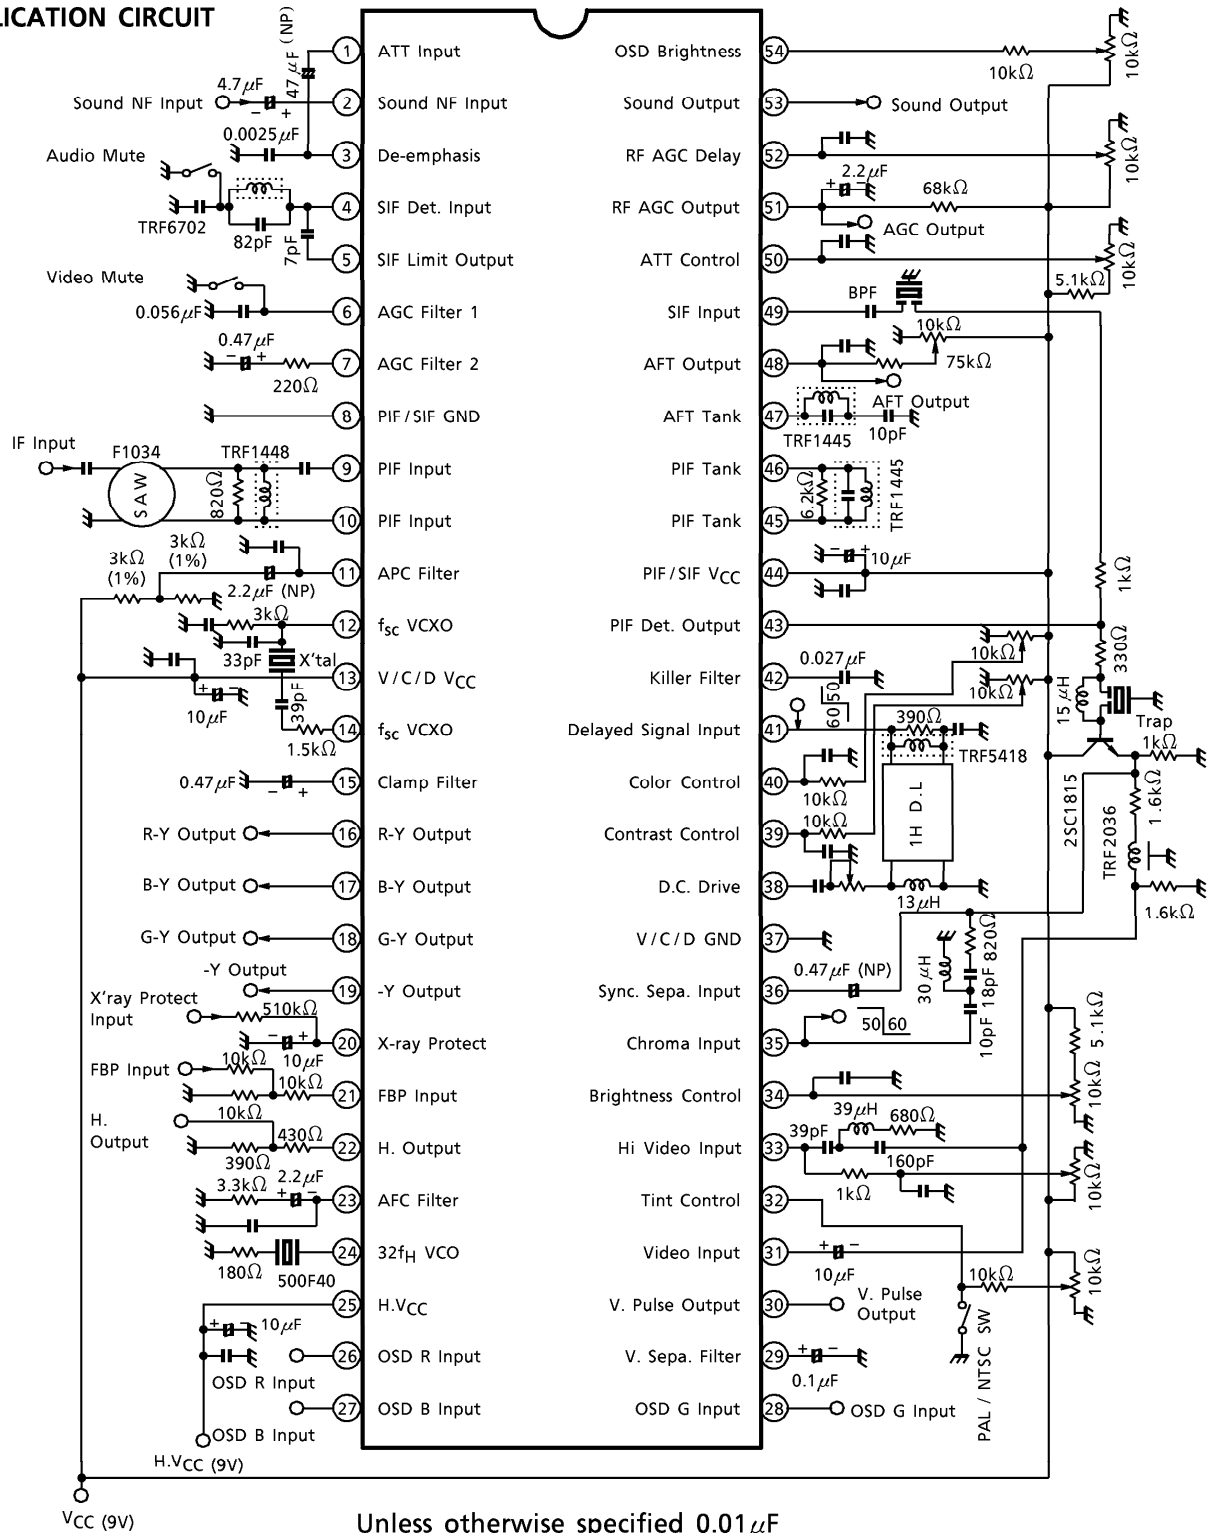 LICATION CIRCUIT
47μF (NP)
1 ATT Input
4.7μF
Sound NF Input
- +
2 Sound NF Input
0.0025μF
3 De-emphasis
Audio Mute
TRF6702
82pF
7pF
4 SIF Det. Input
5 SIF Limit Output
Video Mute
0.056μF
6 AGC Filter 1
0.47μF
- +
220Ω
7 AGC Filter 2
8 PIF/SIF GND
IF Input
F1034
SAW
TRF1448
820Ω
9 PIF Input
10 PIF Input
3kΩ
(1%)
3kΩ
(1%)
2.2μF (NP)
11 APC Filter
3kΩ
12 fsc VCXO
33pF
X'tal
13 V/C/D VCC
+ -
10μF
39pF
1.5kΩ
14 fsc VCXO
0.47μF
- +
15 Clamp Filter
R-Y Output
16 R-Y Output
B-Y Output
17 B-Y Output
G-Y Output
18 G-Y Output
-Y Output
19 -Y Output
X'ray Protect
Input
510kΩ
- +
10μF
20 X-ray Protect
FBP Input
10kΩ
10kΩ
10kΩ
21 FBP Input
H.
Output
430Ω
390Ω
22 H. Output
3.3kΩ
2.2μF
+ -
23 AFC Filter
180Ω
500F40
24 32fH VCO
25 H.VCC
+ -
10μF
26 OSD R Input
OSD R Input
27 OSD B Input
OSD B Input
H.VCC (9V)
VCC (9V)
OSD Brightness 54
10kΩ
10kΩ
Sound Output 53
Sound Output
RF AGC Delay 52
10kΩ
2.2μF
+ -
RF AGC Output 51
68kΩ
AGC Output
ATT Control 50
10kΩ
5.1kΩ
BPF
SIF Input 49
10kΩ
AFT Output 48
75kΩ
AFT Output
AFT Tank 47
TRF1445
10pF
PIF Tank 46
6.2kΩ
TRF1445
PIF Tank 45
- +
10μF
PIF/SIF VCC 44
1kΩ
PIF Det. Output 43
10kΩ
330Ω
0.027μF
Killer Filter 42
10kΩ
15μH
Trap
60 50
Delayed Signal Input 41
390Ω
TRF5418
1kΩ
Color Control 40
10kΩ
1H D.L
2SC1815
1.6kΩ
10kΩ
Contrast Control 39
TRF2036
D.C. Drive 38
13μH
1.6kΩ
V/C/D GND 37
30μH
820Ω
18pF
0.47μF (NP)
Sync. Sepa. Input 36
10pF
50 60
Chroma Input 35
5.1kΩ
Brightness Control 34
10kΩ
39μH
680Ω
39pF
Hi Video Input 33
160pF
1kΩ
10kΩ
Tint Control 32
Video Input 31
+ -
10μF
10kΩ
10kΩ
V. Pulse Output 30
V. Pulse
Output
PAL / NTSC SW
V. Sepa. Filter 29
+ -
0.1μF
OSD G Input 28
OSD G Input
Unless otherwise specified 0.01μF